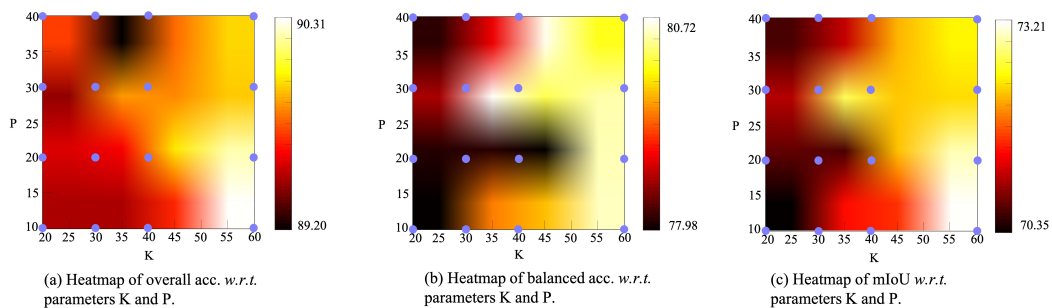 40
35
30
25
20
15
10
P
20 25 30 35 40 45 50 55 60
K
90.31
89.20
(a) Heatmap of overall acc. w.r.t.
parameters K and P.
40
35
30
25
20
15
10
P
20 25 30 35 40 45 50 55 60
K
80.72
77.98
(b) Heatmap of balanced acc. w.r.t.
parameters K and P.
40
35
30
25
20
15
10
P
20 25 30 35 40 45 50 55 60
K
73.21
70.35
(c) Heatmap of mIoU w.r.t.
parameters K and P.